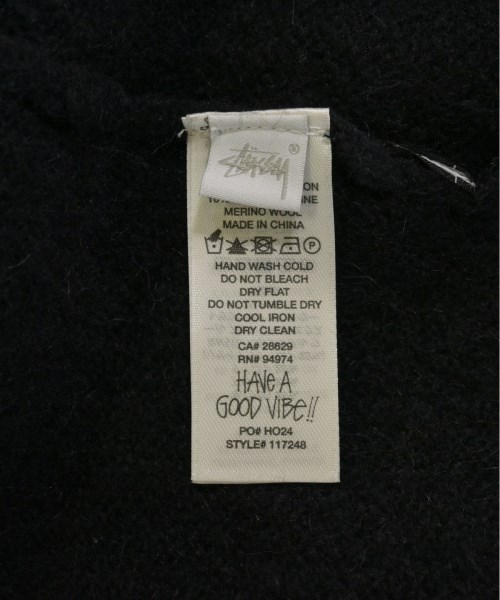 Stüssy
®
MERINO WOOL
MADE IN CHINA
P
HAND WASH COLD
DO NOT BLEACH
DRY FLAT
DO NOT TUMBLE DRY
COOL IRON
DRY CLEAN
CA# 28629
RN# 94974
HAVE A
GOOD VIBE!!
PO# HO24
STYLE# 117248